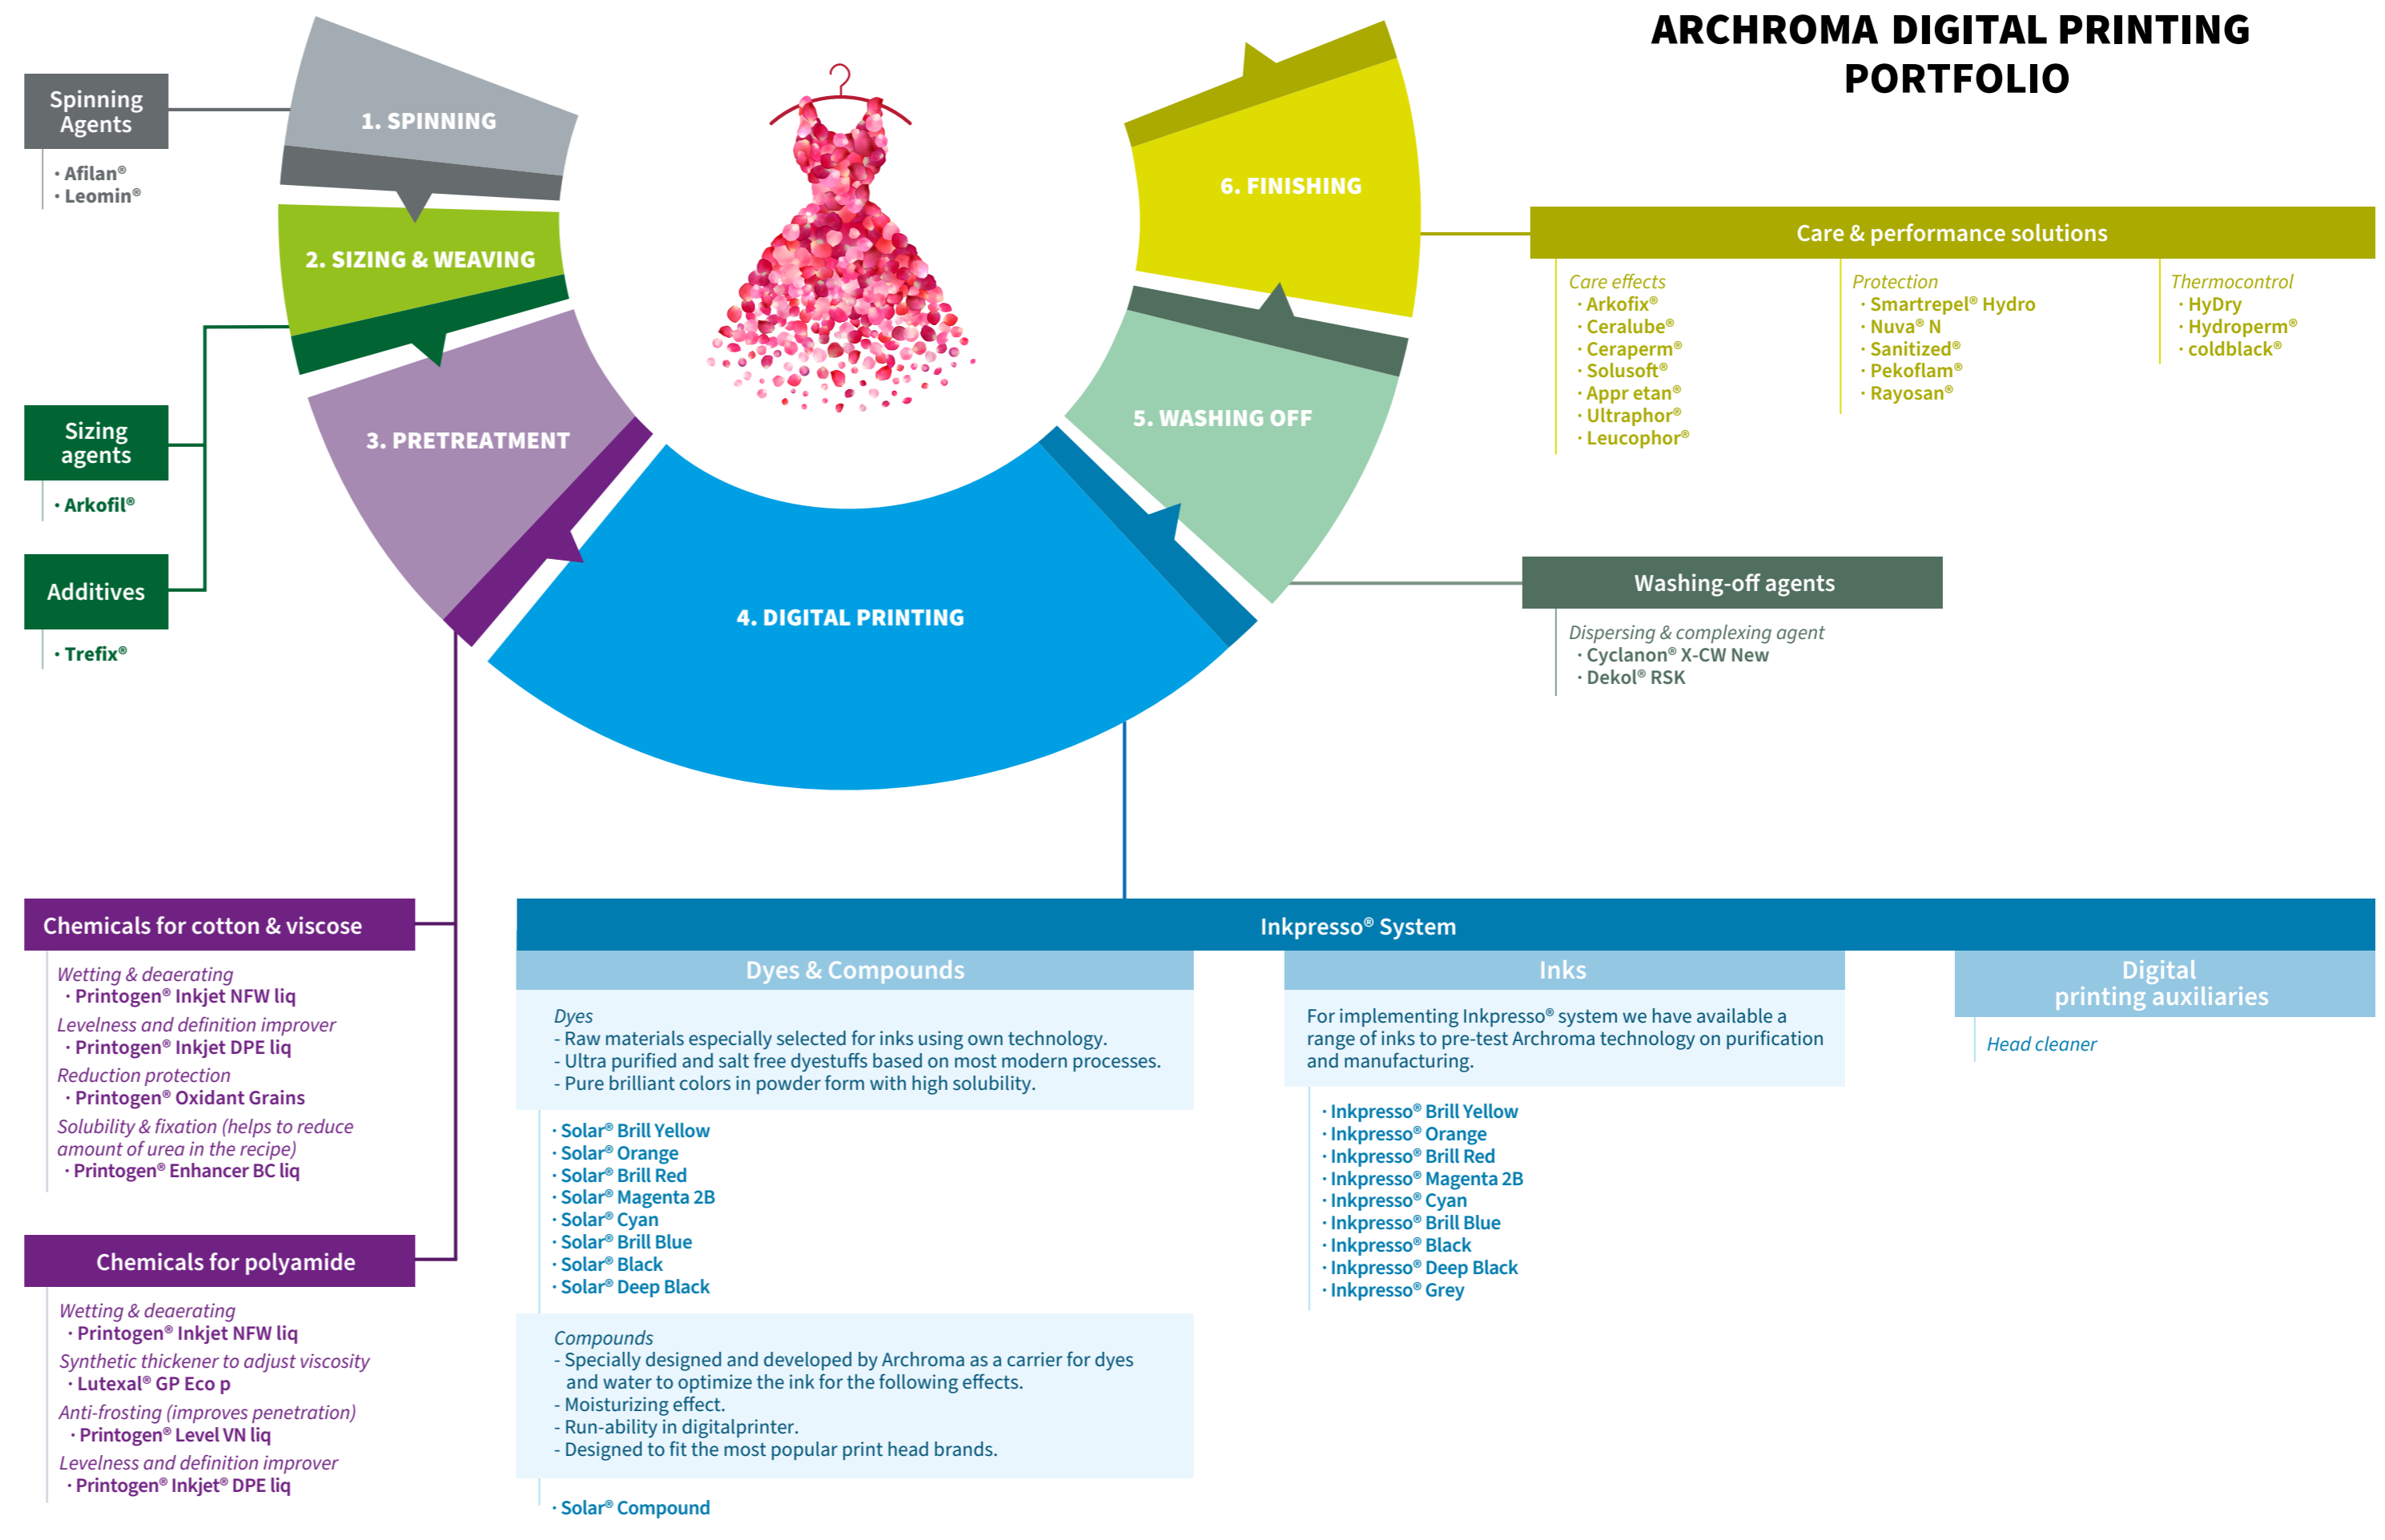 ARCHROMA DIGITAL PRINTING
PORTFOLIO
Spinning
Agents
· Afilan®
· Leomin®
1. SPINNING
2. SIZING & WEAVING
Sizing
agents
· Arkofil®
Additives
· Trefix®
3. PRETREATMENT
4. DIGITAL PRINTING
5. WASHING OFF
6. FINISHING
Care & performance solutions
Care effects
· Arkofix®
· Ceralube®
· Ceraperm®
· Solusoft®
· Appr etan®
· Ultraphor®
· Leucophor®
Protection
· Smartrepel® Hydro
· Nuva® N
· Sanitized®
· Pekoflam®
· Rayosan®
Thermocontrol
· HyDry
· Hydroperm®
· coldblack®
Washing-off agents
Dispersing & complexing agent
· Cyclanon® X-CW New
· Dekol® RSK
Chemicals for cotton & viscose
Wetting & deaerating
· Printogen® Inkjet NFW liq
Levelness and definition improver
· Printogen® Inkjet DPE liq
Reduction protection
· Printogen® Oxidant Grains
Solubility & fixation (helps to reduce
amount of urea in the recipe)
· Printogen® Enhancer BC liq
Chemicals for polyamide
Wetting & deaerating
· Printogen® Inkjet NFW liq
Synthetic thickener to adjust viscosity
· Lutexal® GP Eco p
Anti-frosting (improves penetration)
· Printogen® Level VN liq
Levelness and definition improver
· Printogen® Inkjet® DPE liq
Inkpresso® System
Dyes & Compounds
Dyes
- Raw materials especially selected for inks using own technology.
- Ultra purified and salt free dyestuffs based on most modern processes.
- Pure brilliant colors in powder form with high solubility.
· Solar® Brill Yellow
· Solar® Orange
· Solar® Brill Red
· Solar® Magenta 2B
· Solar® Cyan
· Solar® Brill Blue
· Solar® Black
· Solar® Deep Black
Compounds
- Specially designed and developed by Archroma as a carrier for dyes
and water to optimize the ink for the following effects.
- Moisturizing effect.
- Run-ability in digitalprinter.
- Designed to fit the most popular print head brands.
· Solar® Compound
Inks
For implementing Inkpresso® system we have available a
range of inks to pre-test Archroma technology on purification
and manufacturing.
· Inkpresso® Brill Yellow
· Inkpresso® Orange
· Inkpresso® Brill Red
· Inkpresso® Magenta 2B
· Inkpresso® Cyan
· Inkpresso® Brill Blue
· Inkpresso® Black
· Inkpresso® Deep Black
· Inkpresso® Grey
Digital
printing auxiliaries
Head cleaner